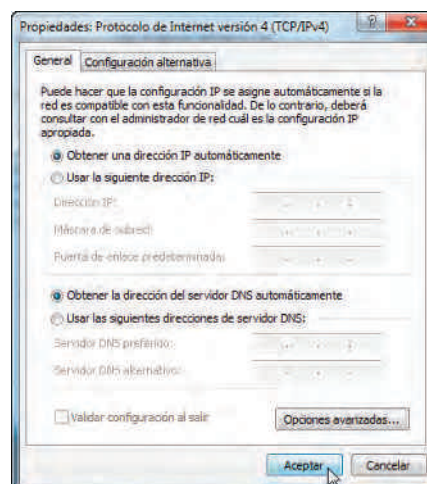 Propiedades: Protocolo de Internet versión 4 (TCP/IPv4)
General
Configuración alternativa
Puede hacer que la configuración IP se asigne automáticamente si la
red es compatible con esta funcionalidad. De lo contrario, deberá
consultar con el administrador de red cuál es la configuración IP
apropiada.
Obtener una dirección IP automáticamente
Usar la siguiente dirección IP:
Dirección IP:
Máscara de subred:
Puerta de enlace predeterminada:
Obtener la dirección del servidor DNS automáticamente
Usar las siguientes direcciones de servidor DNS:
Servidor DNS preferido:
Servidor DNS alternativo:
Validar configuración al salir
Opciones avanzadas...
Aceptar
Cancelar